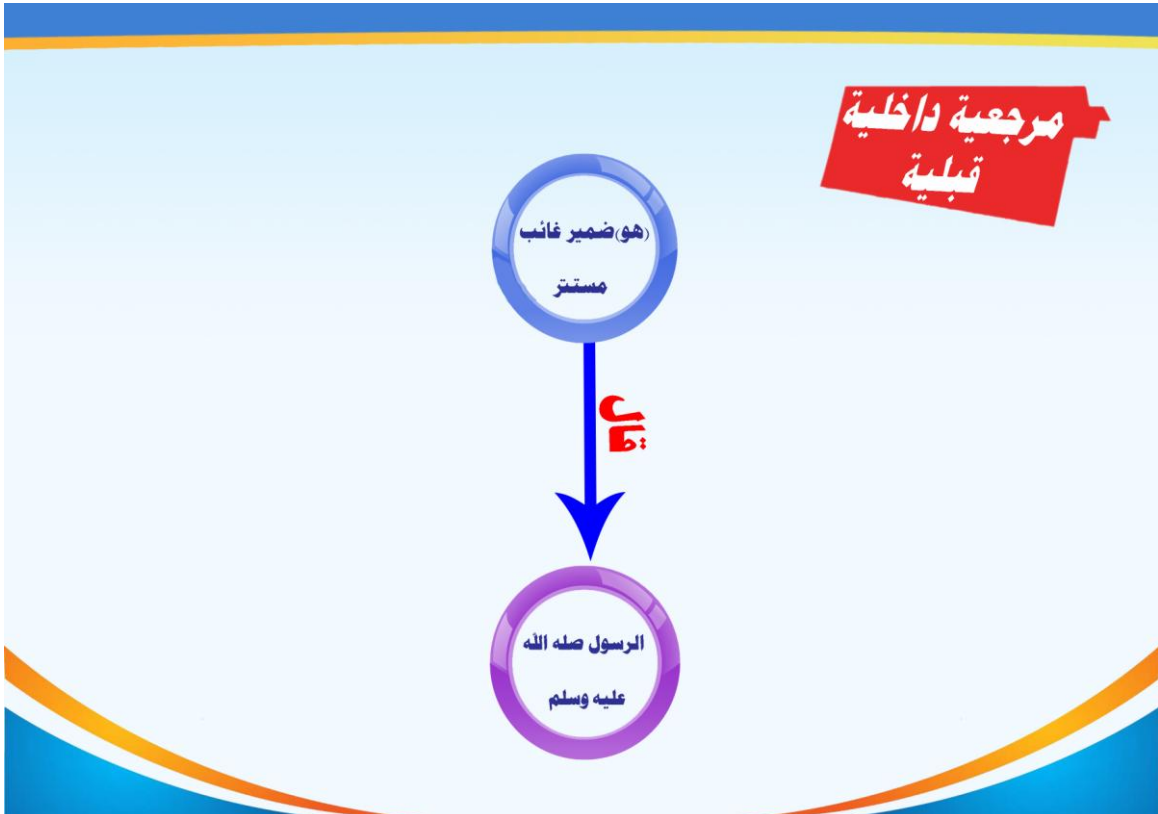 مرجعية داخلية
قبلية
(هو)ضمير غائب
مستتر
قال
الرسول صله الله
عليه وسلم